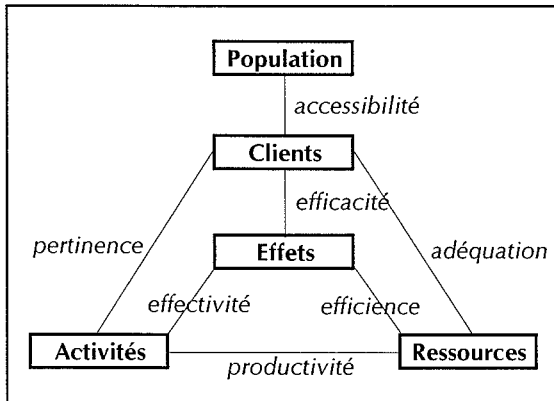 Population
accessibilité
Clients
efficacité
pertinence
adéquation
Effets
effectivité
efficience
Activités
Ressources
productivité